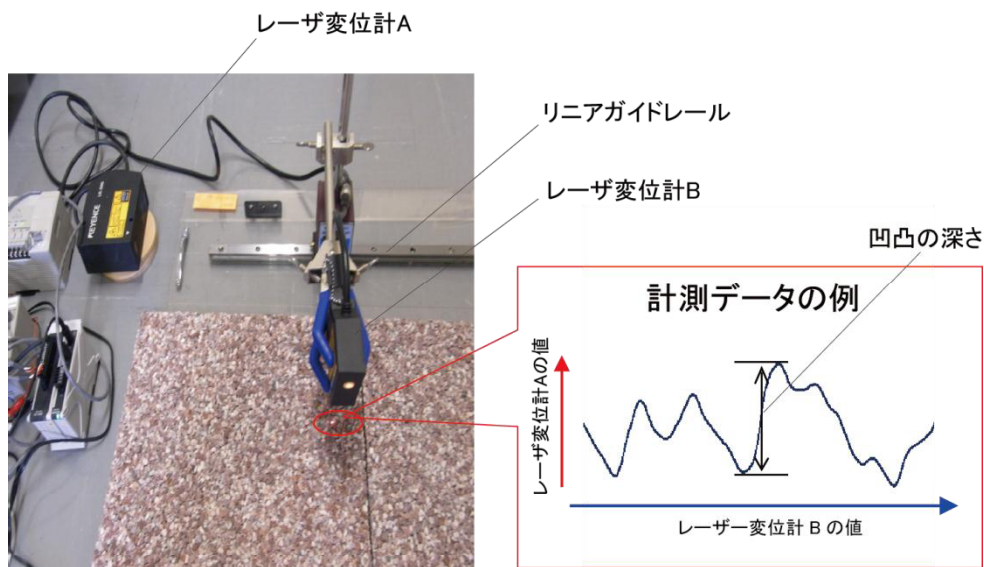 レーザ変位計A
リニアガイドレール
レーザ変位計B
凹凸の深さ
計測データの例
レーザ変位計Aの値
レーザー変位計 B の値
KEYENCE